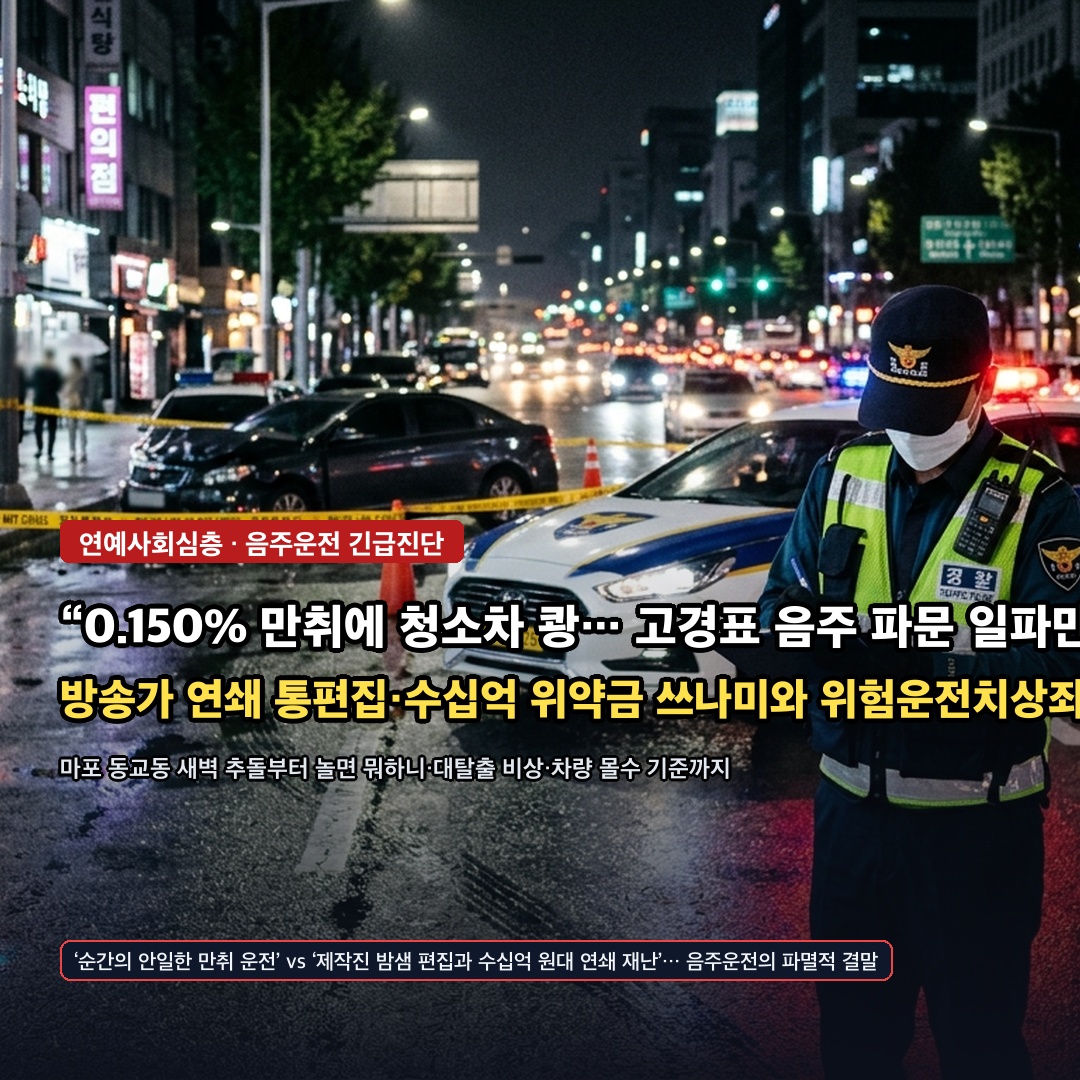 식탕
편의점
연예사회심층 · 음주운전 긴급진단
“0.150% 만취에 청소차 쾅… 고경표 음주 파문 일파만
방송가 연쇄 통편집·수십억 위약금 쓰나미와 위험운전치상죄
마포 동교동 새벽 추돌부터 놀면 뭐하니·대탈출 비상·차량 몰수 기준까지
‘순간의 안일한 만취 운전’ vs ‘제작진 밤샘 편집과 수십억 원대 연쇄 재난’… 음주운전의 파멸적 결말